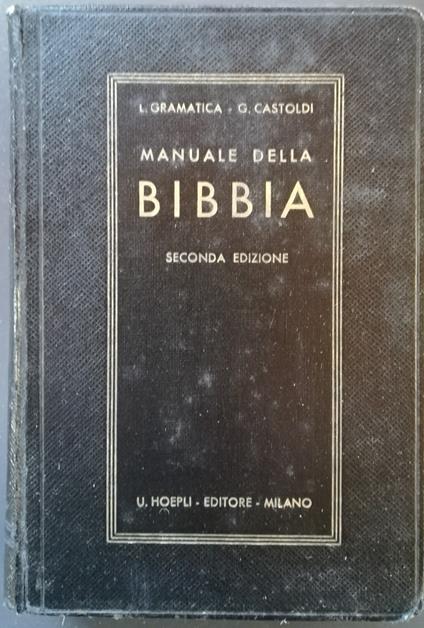 L. GRAMATICA - G. CASTOLDI
MANUALE DELLA
BIBBIA
SECONDA EDIZIONE
U. HOEPLI - EDITORE - MILANO